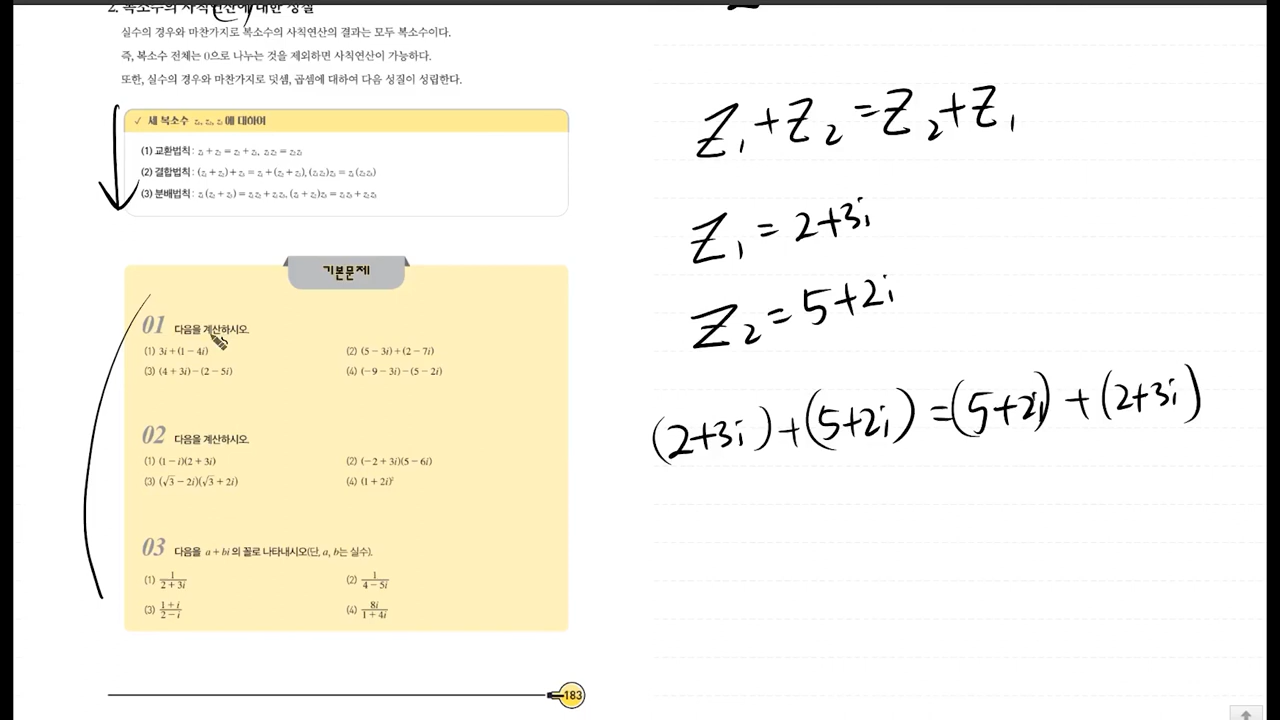 2. 복소수의 사칙연산에 대한 성질
실수의 경우와 마찬가지로 복소수의 사칙연산의 결과는 모두 복소수이다.
즉, 복소수 전체는 0으로 나누는 것을 제외하면 사칙연산이 가능하다.
또한, 실수의 경우와 마찬가지로 덧셈, 곱셈에 대하여 다음 성질이 성립한다.
✓ 세 복소수 z₁, z₂, z₃에 대하여
(1) 교환법칙 : z₁ + z₂ = z₂ + z₁, z₁z₂ = z₂z₁
(2) 결합법칙 : (z₁ + z₂) + z₃ = z₁ + (z₂ + z₃), (z₁z₂)z₃ = z₁(z₂z₃)
(3) 분배법칙 : z₁(z₂ + z₃) = z₁z₂ + z₁z₃, (z₁ + z₂)z₃ = z₁z₃ + z₂z₃
기본문제
01 다음을 계산하시오.
(1) 3i + (1 − 4i) (2) (5 − 3i) + (2 − 7i)
(3) (4 + 3i) − (2 − 5i) (4) (−9 − 3i) − (5 − 2i)
02 다음을 계산하시오.
(1) (1 − i)(2 + 3i) (2) (−2 + 3i)(5 − 6i)
(3) (√3 − 2i)(√3 + 2i) (4) (1 + 2i)²
03 다음을 a + bi의 꼴로 나타내시오(단, a, b는 실수).
(1) 1/(2 + 3i) (2) 1/(4 − 5i)
(3) (1 + i)/(2 − i) (4) 8i/(1 + 4i)
183
Z₁ + Z₂ = Z₂ + Z₁
Z₁ = 2+3i
Z₂ = 5+2i
(2+3i) + (5+2i) = (5+2i) + (2+3i)